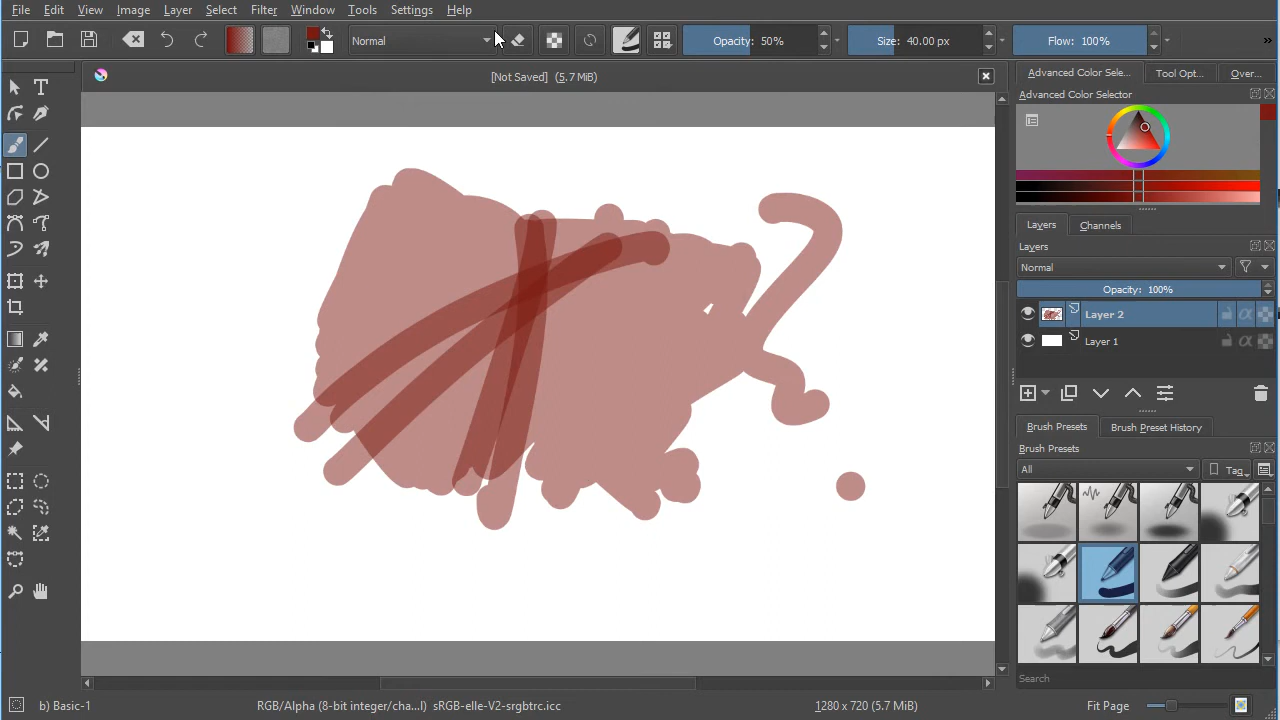 File Edit View Image Layer Select Filter Window Tools Settings Help
Normal Opacity: 50% Size: 40.00 px Flow: 100% »
[Not Saved] (5.7 MiB)
Advanced Color Sele... Tool Opt... Over...
Advanced Color Selector
Layers Channels
Layers
Normal
Opacity: 100%
Layer 2
Layer 1
Brush Presets Brush Preset History
Brush Presets
All Tag
Search
b) Basic-1 RGB/Alpha (8-bit integer/cha...l) sRGB-elle-V2-srgbtrc.icc 1280 x 720 (5.7 MiB) Fit Page